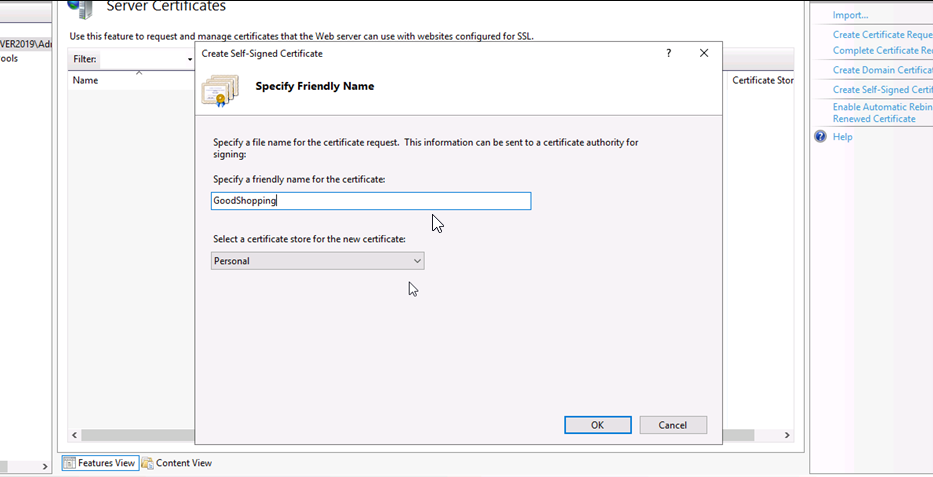 Server Certificates
Use this feature to request and manage certificates that the Web server can use with websites configured for SSL.
Filter:
Name
Certificate Stor
VER2019\Adr
ools
Create Self-Signed Certificate
?
Specify Friendly Name
Specify a file name for the certificate request. This information can be sent to a certificate authority for
signing:
Specify a friendly name for the certificate:
GoodShopping
Select a certificate store for the new certificate:
Personal
OK
Cancel
Features View
Content View
Import...
Create Certificate Reque
Complete Certificate Re
Create Domain Certificat
Create Self-Signed Certif
Enable Automatic Rebin
Renewed Certificate
Help